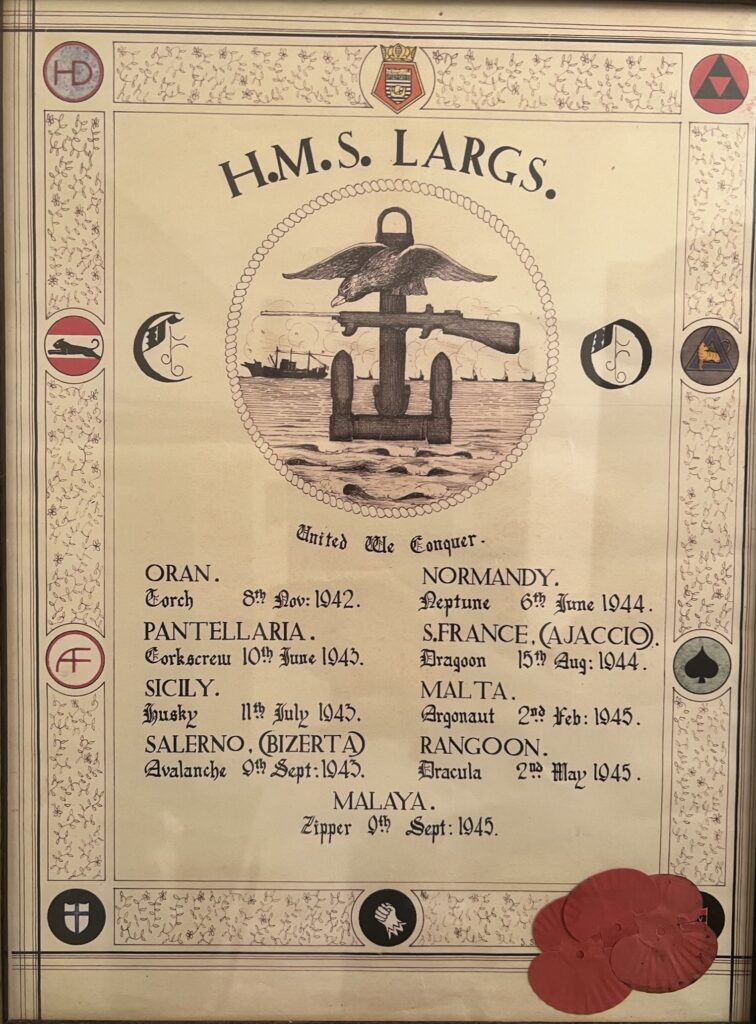 HD
H.M.S. LARGS.
C O
United We Conquer.
ORAN.
Torch 8th Nov: 1942.
PANTELLARIA.
Corkscrew 10th June 1943.
SICILY.
Husky 11th July 1943.
SALERNO, (BIZERTA)
Avalanche 9th Sept: 1943.
NORMANDY.
Neptune 6th June 1944.
S.FRANCE, (AJACCIO).
Dragoon 15th Aug: 1944.
MALTA.
Argonaut 2nd Feb: 1945.
RANGOON.
Dracula 2nd May 1945.
MALAYA.
Zipper 9th Sept: 1945.
AF